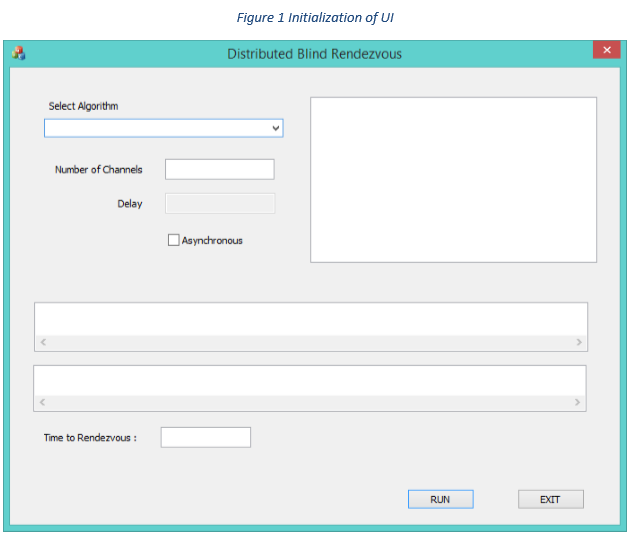 Figure 1 Initialization of UI
Distributed Blind Rendezvous
Select Algorithm
Number of Channels
Delay
Asynchronous
Time to Rendezvous :
RUN
EXIT